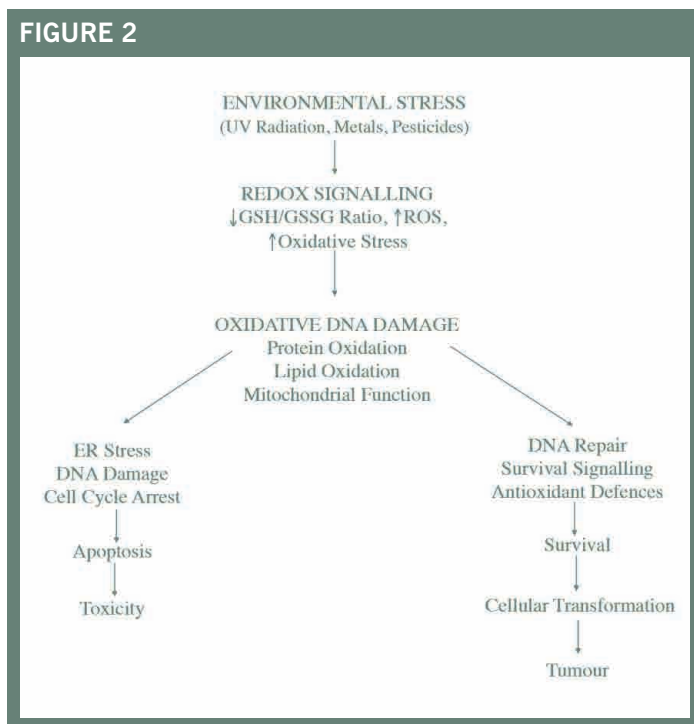 FIGURE 2
ENVIRONMENTAL STRESS
(UV Radiation, Metals, Pesticides)
REDOX SIGNALLING
↓GSH/GSSG Ratio, ↑ROS,
↑Oxidative Stress
OXIDATIVE DNA DAMAGE
Protein Oxidation
Lipid Oxidation
Mitochondrial Function
ER Stress
DNA Damage
Cell Cycle Arrest
Apoptosis
Toxicity
DNA Repair
Survival Signalling
Antioxidant Defences
Survival
Cellular Transformation
Tumour